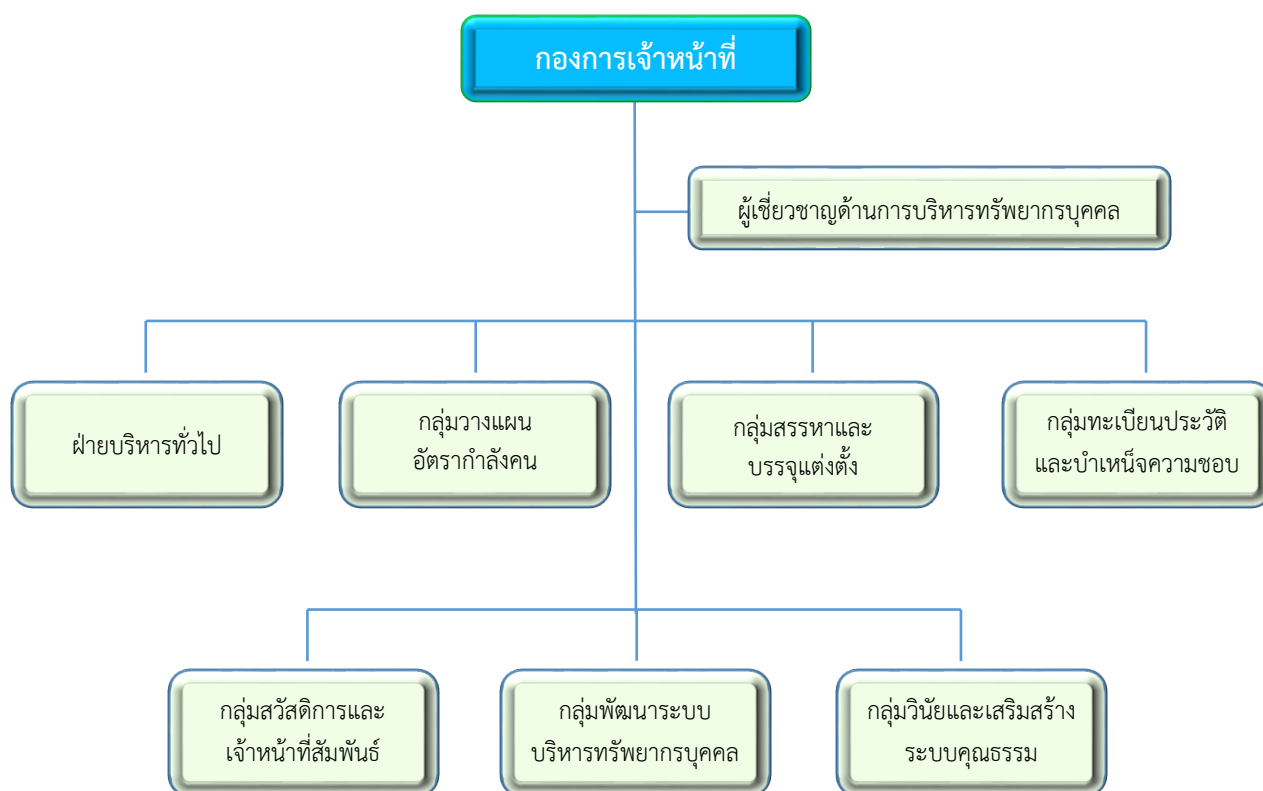 กองการเจ้าหน้าที่
ผู้เชี่ยวชาญด้านการบริหารทรัพยากรบุคคล
ฝ่ายบริหารทั่วไป
กลุ่มวางแผน
อัตรากำลังคน
กลุ่มสรรหาและ
บรรจุแต่งตั้ง
กลุ่มทะเบียนประวัติ
และบำเหน็จความชอบ
กลุ่มสวัสดิการและ
เจ้าหน้าที่สัมพันธ์
กลุ่มพัฒนาระบบ
บริหารทรัพยากรบุคคล
กลุ่มวินัยและเสริมสร้าง
ระบบคุณธรรม